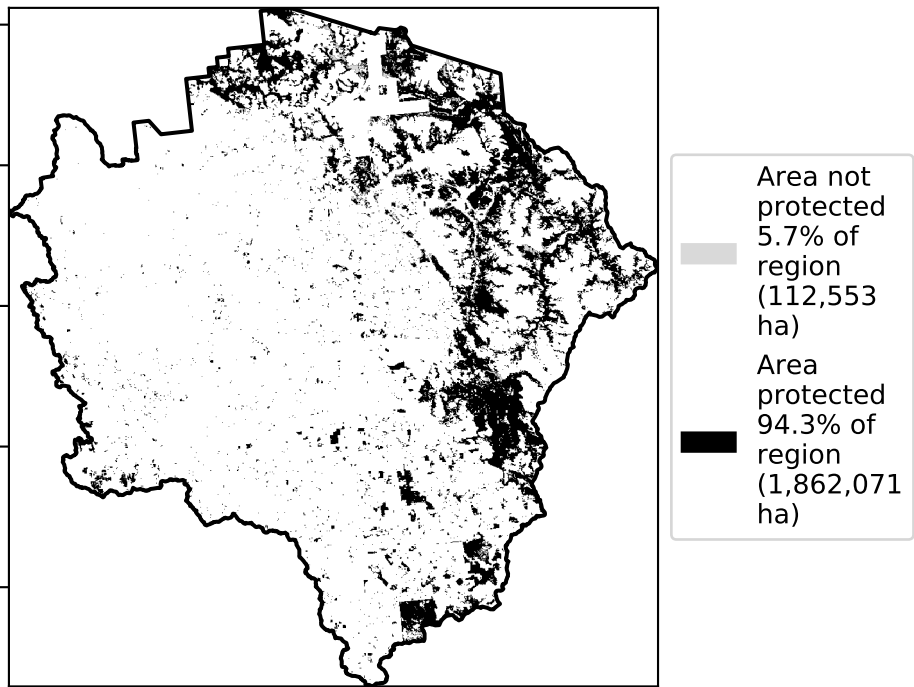 Area not
protected
5.7% of
region
(112,553
ha)
Area
protected
94.3% of
region
(1,862,071
ha)